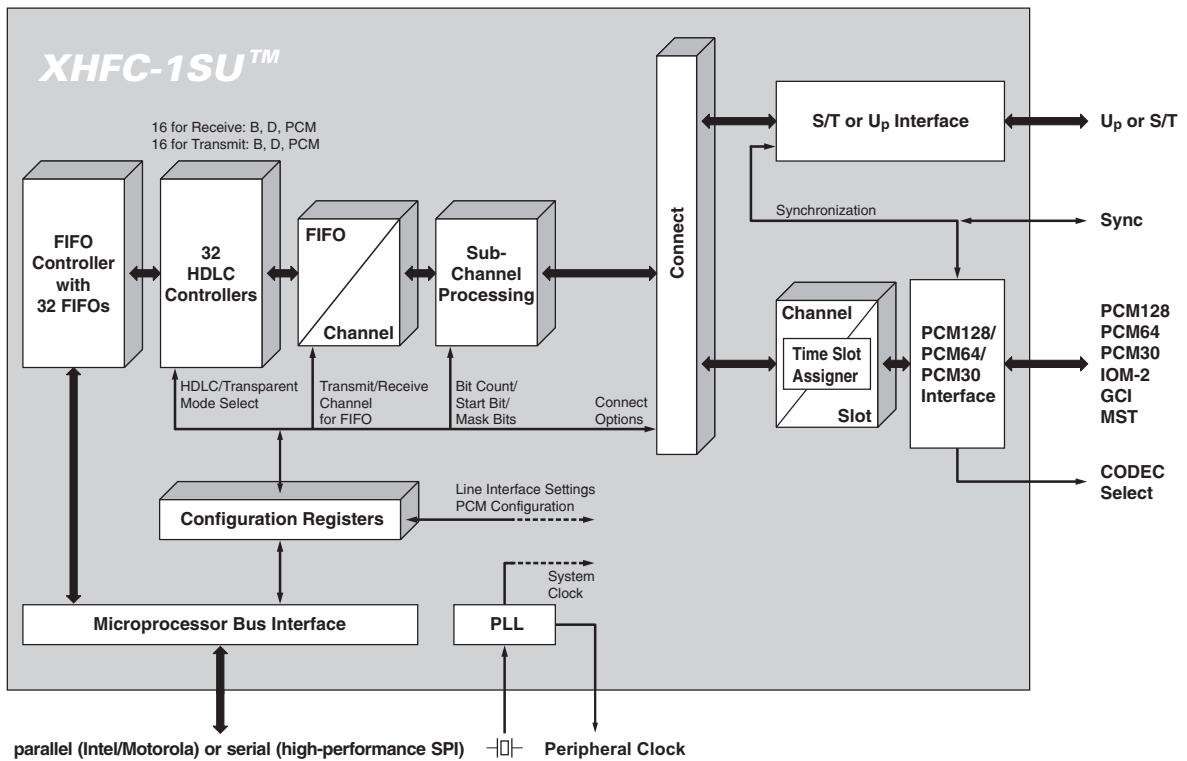 XHFC-1SU™
16 for Receive: B, D, PCM
16 for Transmit: B, D, PCM
FIFO
Controller
with
32 FIFOs
32
HDLC
Controllers
FIFO
Channel
Sub-
Channel
Processing
Connect
S/T or Up Interface
Up or S/T
Synchronization
Sync
Channel
Time Slot
Assigner
Slot
PCM128/
PCM64/
PCM30
Interface
PCM128
PCM64
PCM30
IOM-2
GCI
MST
CODEC
Select
HDLC/Transparent
Mode Select
Transmit/Receive
Channel
for FIFO
Bit Count/
Start Bit/
Mask Bits
Connect
Options
Configuration Registers
Line Interface Settings
PCM Configuration
System
Clock
Microprocessor Bus Interface
PLL
parallel (Intel/Motorola) or serial (high-performance SPI)
Peripheral Clock